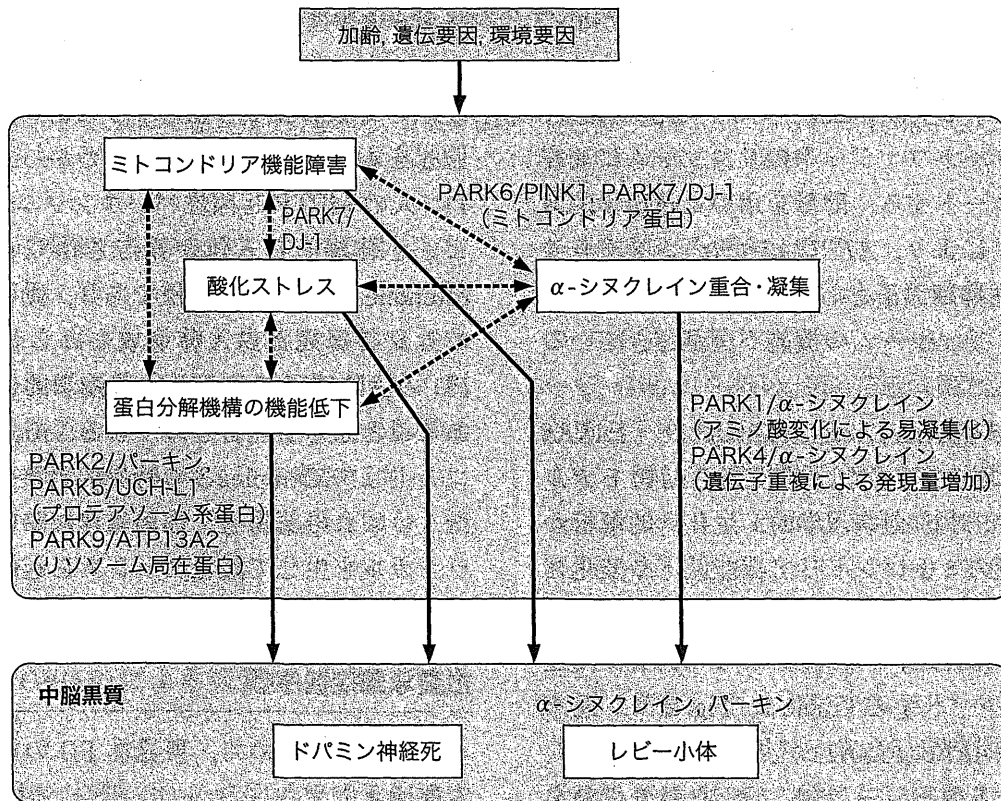 加齢, 遺伝要因, 環境要因
ミトコンドリア機能障害
PARK6/PINK1, PARK7/DJ-1
(ミトコンドリア蛋白)
PARK7/
DJ-1
酸化ストレス
α-シヌクレイン重合・凝集
蛋白分解機構の機能低下
PARK1/α-シヌクレイン
(アミノ酸変化による易凝集化)
PARK4/α-シヌクレイン
(遺伝子重複による発現量増加)
PARK2/パーキン,
PARK5/UCH-L1
(プロテアソーム系蛋白)
PARK9/ATP13A2
(リソソーム局在蛋白)
中脳黒質
α-シヌクレイン, パーキン
ドパミン神経死
レビー小体